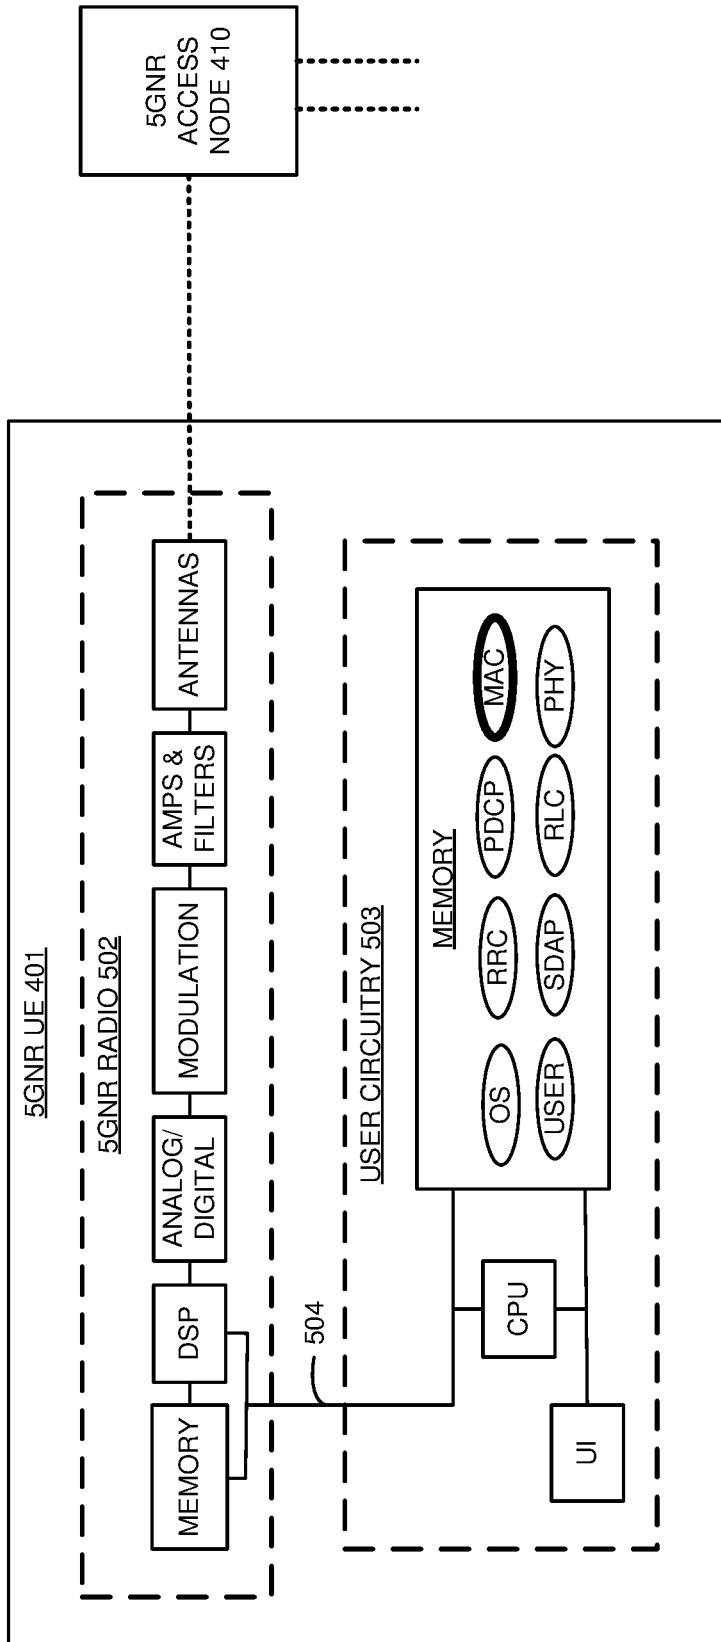 5GNR UE 401
5GNR RADIO 502
MEMORY
DSP
ANALOG/
DIGITAL
MODULATION
AMPS &
FILTERS
ANTENNAS
5GNR
ACCESS
NODE 410
504
USER CIRCUITRY 503
UI
CPU
MEMORY
OS
RRC
PDCP
MAC
USER
SDAP
RLC
PHY